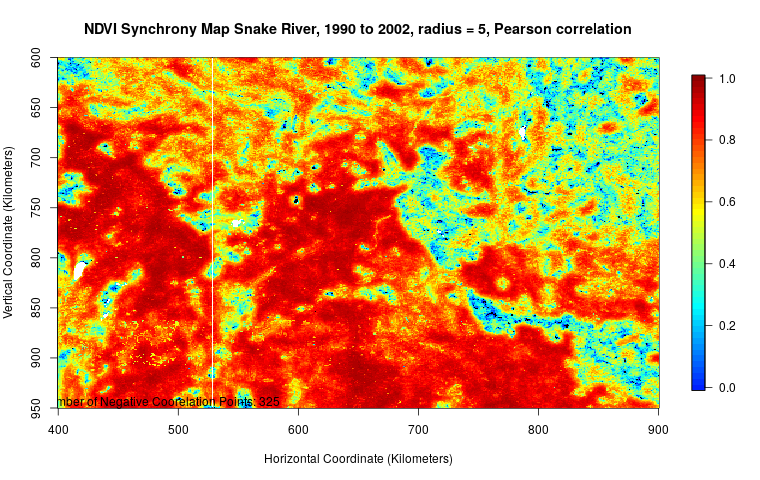 NDVI Synchrony Map Snake River, 1990 to 2002, radius = 5, Pearson correlation
Vertical Coordinate (Kilometers)
600
650
700
750
800
850
900
950
mber of Negative Coorelation Points: 325
400 500 600 700 800 900
Horizontal Coordinate (Kilometers)
1.0
0.8
0.6
0.4
0.2
0.0